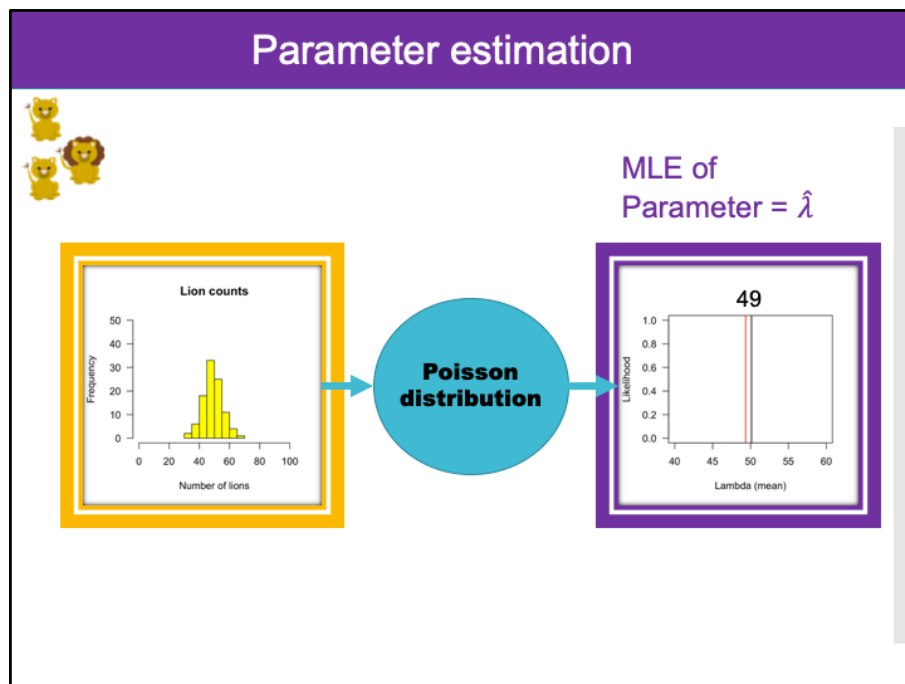 Parameter estimation
MLE of
Parameter = λ̂
Lion counts
50
40
30
20
10
0
Frequency
0 20 40 60 80 100
Number of lions
Poisson
distribution
49
1.0
0.8
0.6
0.4
0.2
0.0
Likelihood
40 45 50 55 60
Lambda (mean)